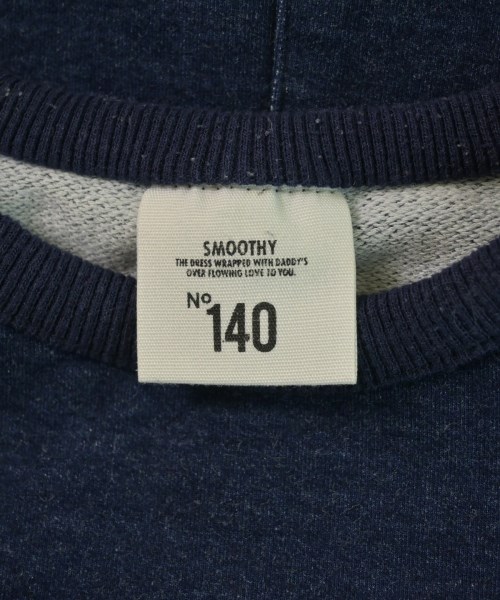 SMOOTHY
THE DRESS WRAPPED WITH DADDY'S
OVER FLOWING LOVE TO YOU.
Nº 140